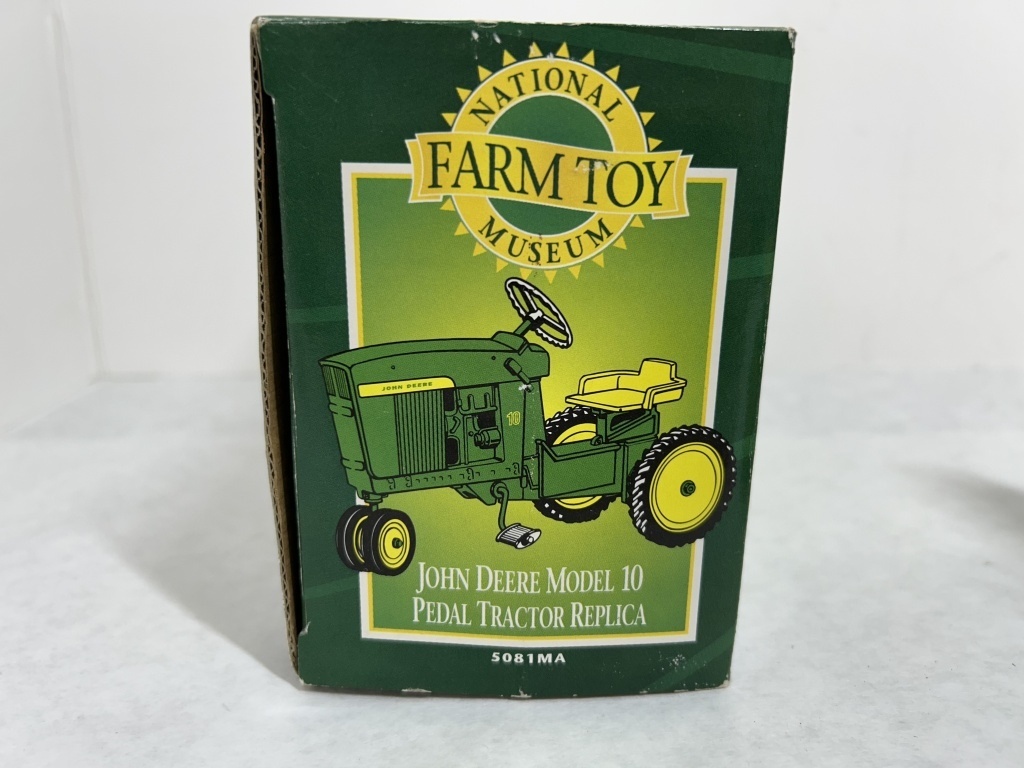 NATIONAL
FARM TOY
MUSEUM
JOHN DEERE
10
JOHN DEERE MODEL 10
PEDAL TRACTOR REPLICA
5081MA